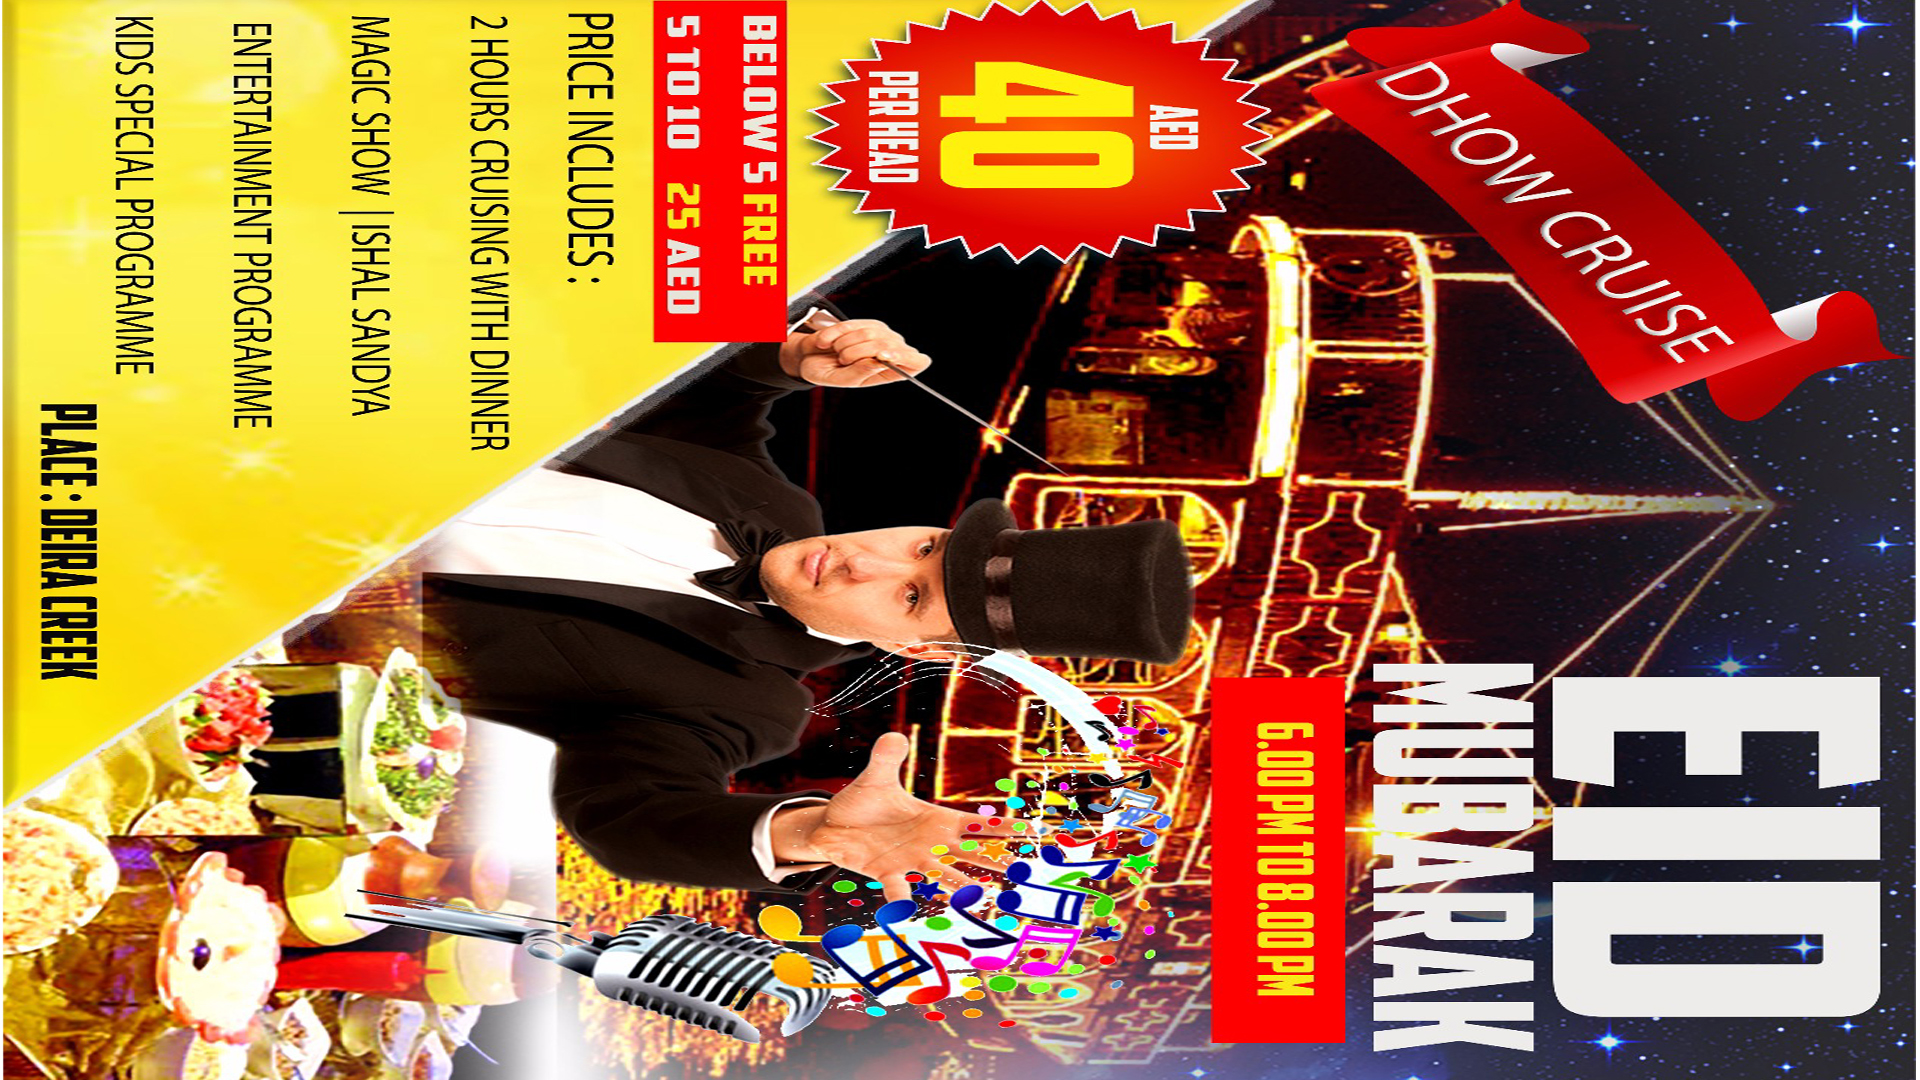 DHOW CRUISE
EID
MUBARAK
6.00 PM TO 8.00 PM
AED
40
PER HEAD
BELOW 5 FREE
5 TO 10 25 AED
PRICE INCLUDES :
2 HOURS CRUISING WITH DINNER
MAGIC SHOW | ISHAL SANDYA
ENTERTAINMENT PROGRAMME
KIDS SPECIAL PROGRAMME
PLACE : DEIRA CREEK